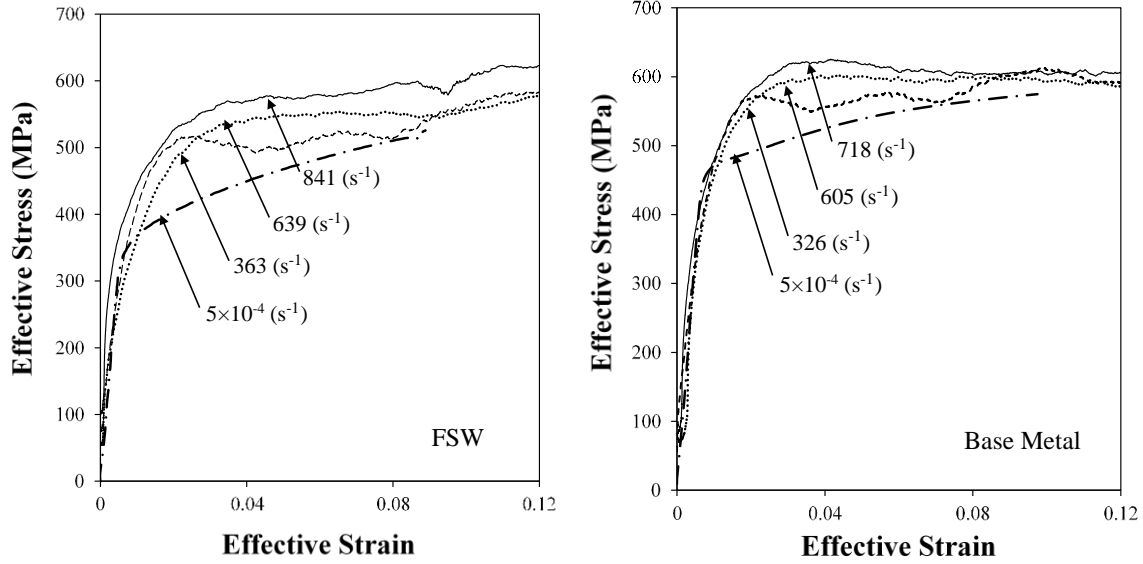 Effective Stress (MPa)
700
600
500
400
300
200
100
0
841 (s⁻¹)
639 (s⁻¹)
363 (s⁻¹)
5×10⁻⁴ (s⁻¹)
FSW
0 0.04 0.08 0.12
Effective Strain
Effective Stress (MPa)
700
600
500
400
300
200
100
0
718 (s⁻¹)
605 (s⁻¹)
326 (s⁻¹)
5×10⁻⁴ (s⁻¹)
Base Metal
0 0.04 0.08 0.12
Effective Strain